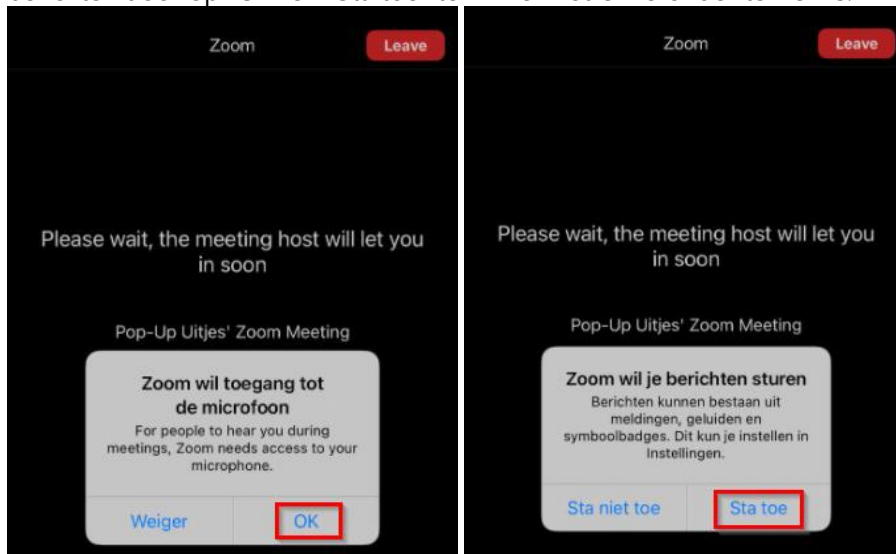 Zoom
Leave
Please wait, the meeting host will let you
in soon
Pop-Up Uitjes' Zoom Meeting
Zoom wil toegang tot
de microfoon
For people to hear you during
meetings, Zoom needs access to your
microphone.
Weiger
OK
Zoom
Leave
Please wait, the meeting host will let you
in soon
Pop-Up Uitjes' Zoom Meeting
Zoom wil je berichten sturen
Berichten kunnen bestaan uit
meldingen, geluiden en
symboolbadges. Dit kun je instellen in
Instellingen.
Sta niet toe
Sta toe